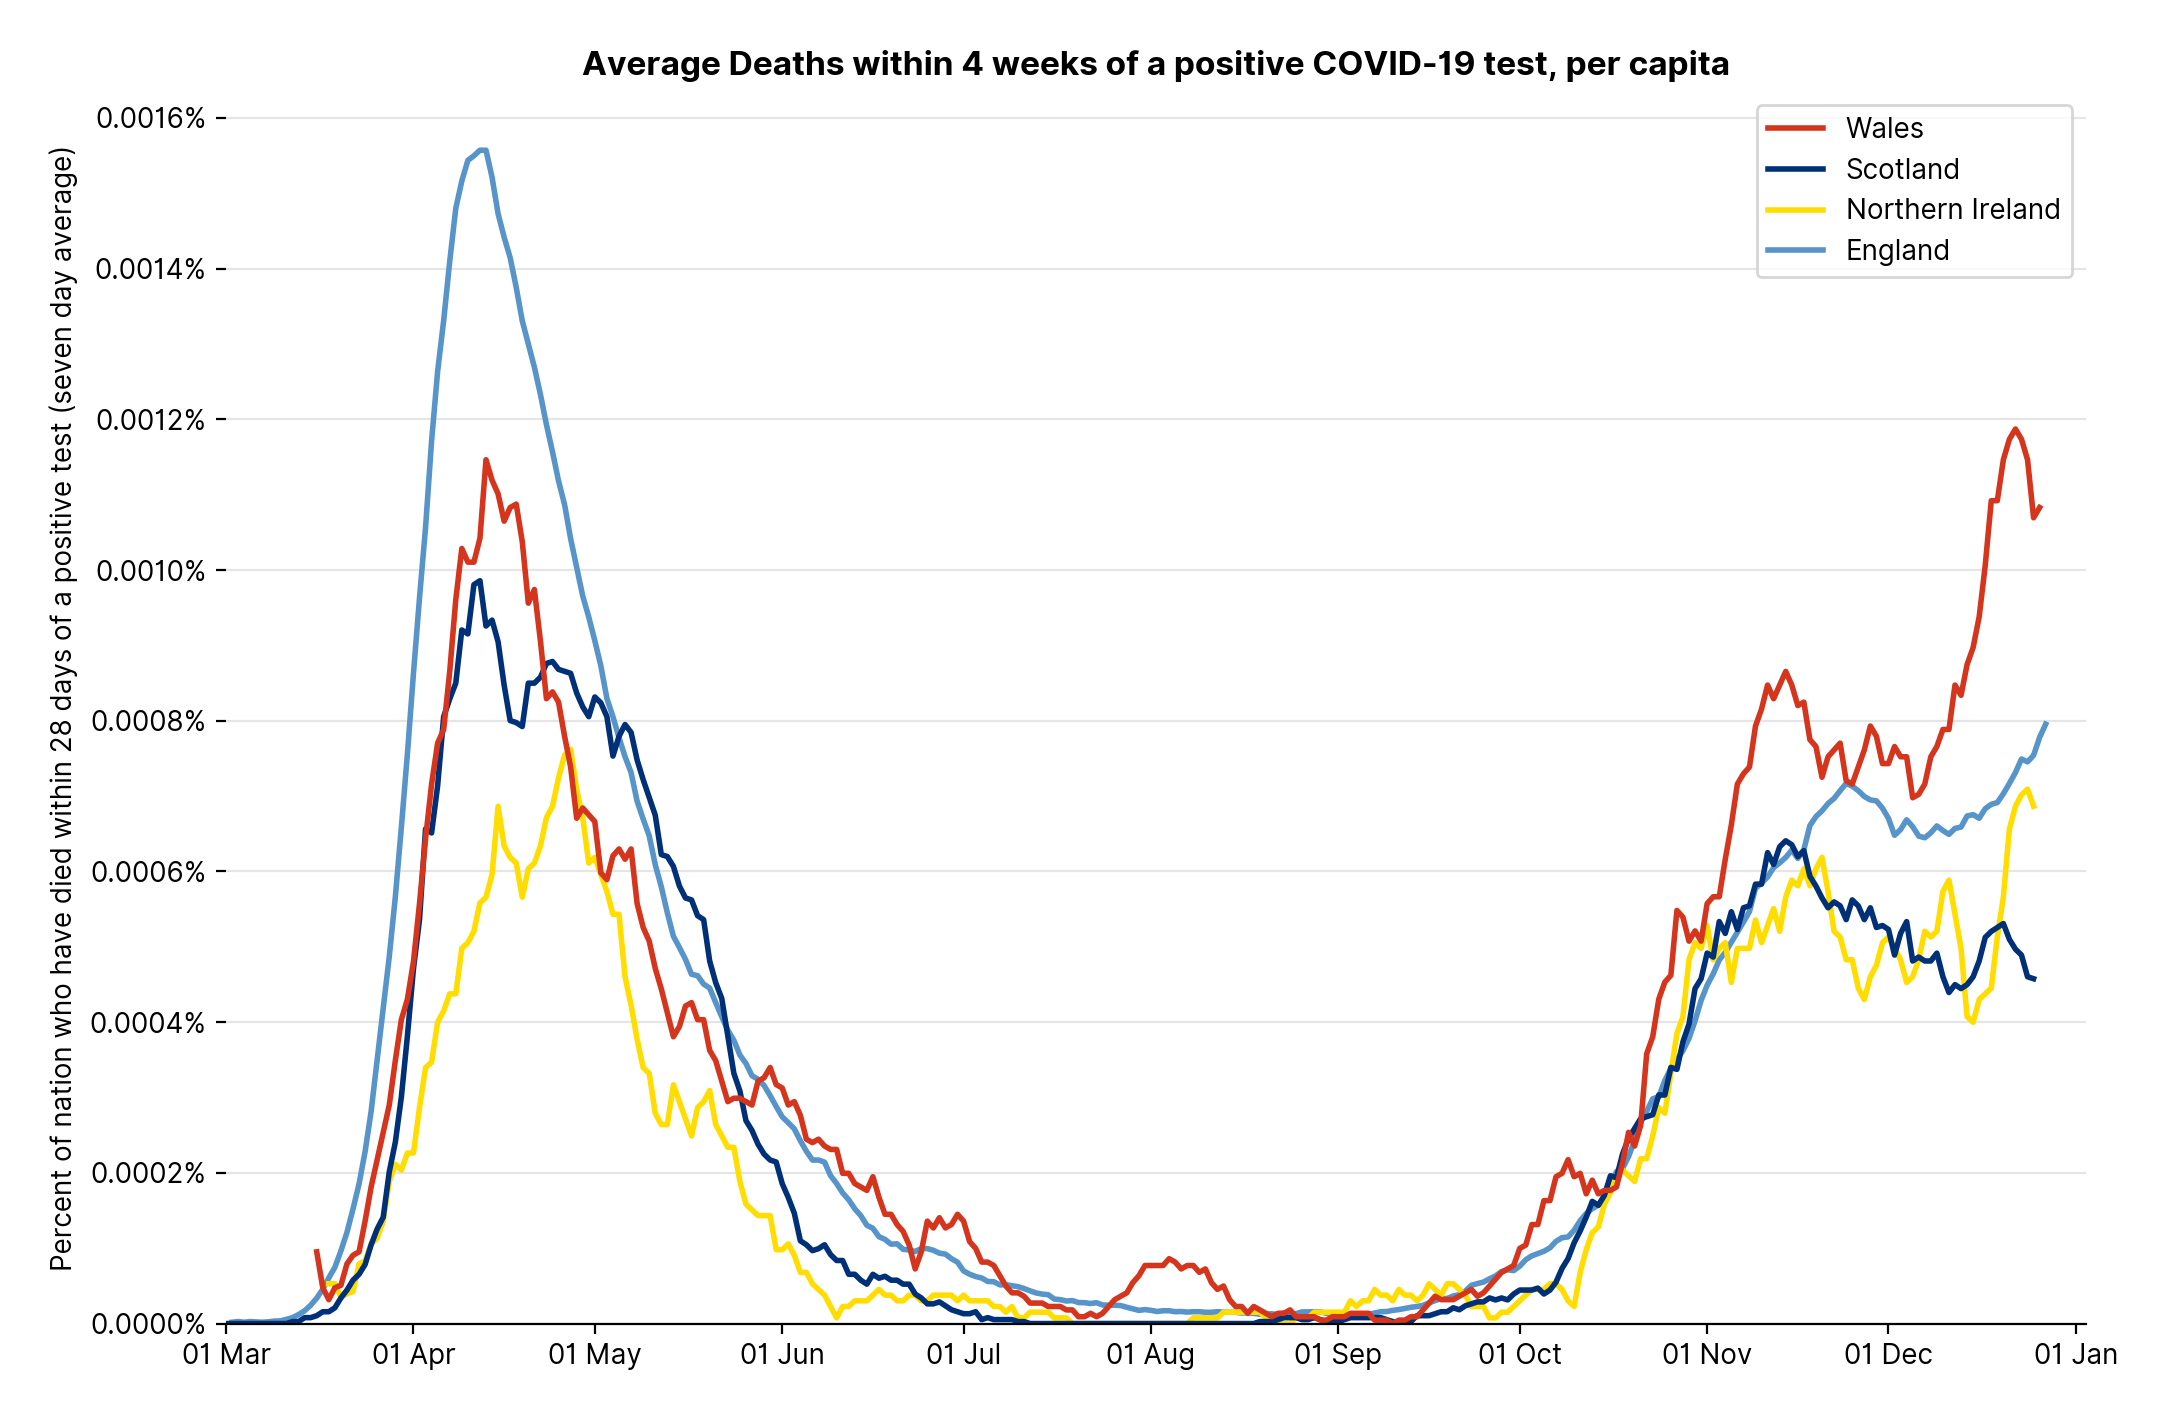 Average Deaths within 4 weeks of a positive COVID-19 test, per capita
Percent of nation who have died within 28 days of a positive test (seven day average)
0.0016%
0.0014%
0.0012%
0.0010%
0.0008%
0.0006%
0.0004%
0.0002%
0.0000%
Wales
Scotland
Northern Ireland
England
01 Mar
01 Apr
01 May
01 Jun
01 Jul
01 Aug
01 Sep
01 Oct
01 Nov
01 Dec
01 Jan